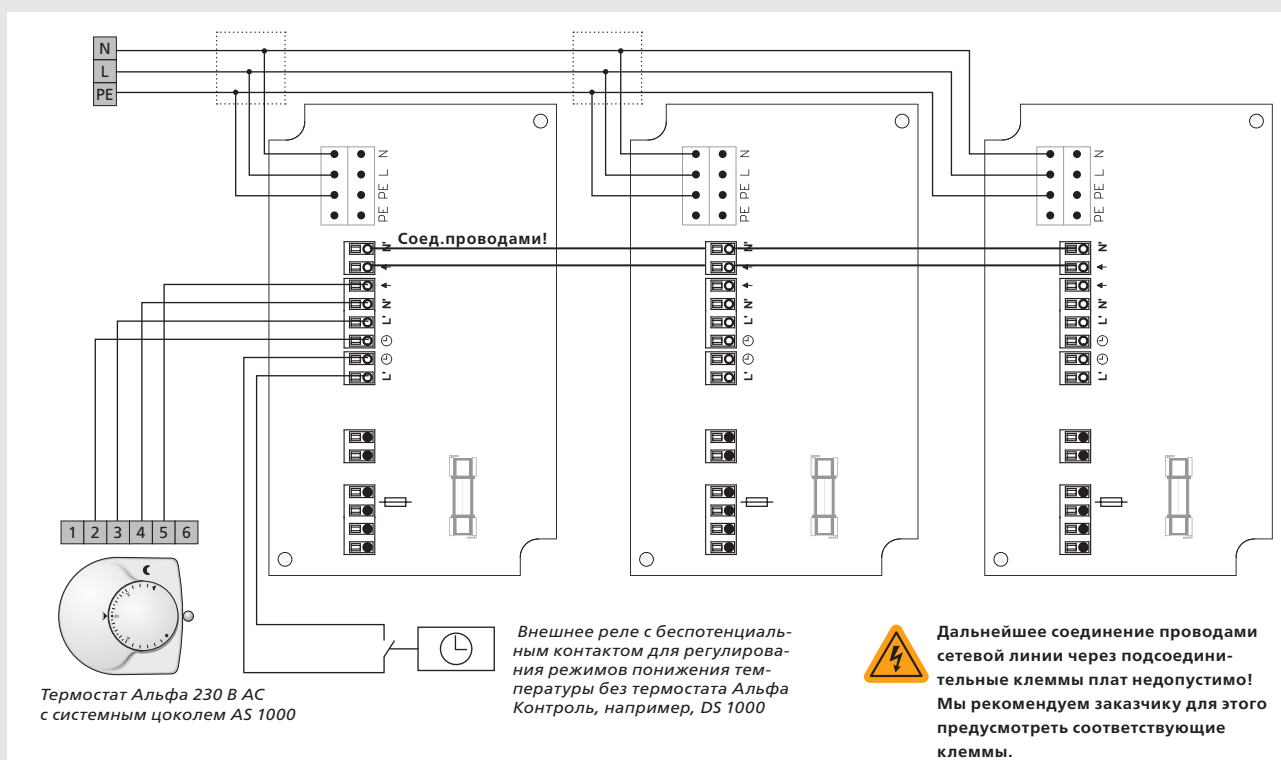 N
L
PE
N
L
PE
PE
N
L
PE
PE
N
L
PE
PE
Соед.проводами!
N'
N'
L'
L'
N'
N'
L'
L'
N'
N'
L'
L'
1 2 3 4 5 6
Термостат Альфа 230 В AC
с системным цоколем AS 1000
Внешнее реле с беспотенциаль-
ным контактом для регулирова-
ния режимов понижения тем-
пературы без термостата Альфа
Контроль, например, DS 1000
Дальнейшее соединение проводами
сетевой линии через подсоедини-
тельные клеммы плат недопустимо!
Мы рекомендуем заказчику для этого
предусмотреть соответствующие
клеммы.